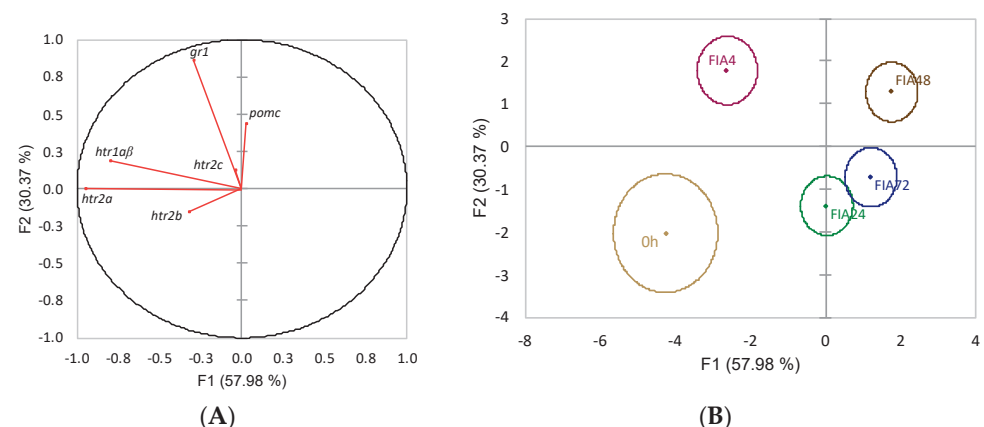 1.0
0.8
0.5
0.3
0.0
-0.3
-0.5
-0.8
-1.0
F2 (30.37 %)
gr1
pomc
htr1aβ
htr2c
htr2a
htr2b
-1.0 -0.8 -0.5 -0.3 0.0 0.3 0.5 0.8 1.0
F1 (57.98 %)
(A)
B)
3
2
1
0
-1
-2
-3
-4
F2 (30.37 %)
FIA4
FIA48
FIA72
FIA24
0h
-8 -6 -4 -2 0 2 4
F1 (57.98 %)
(B)